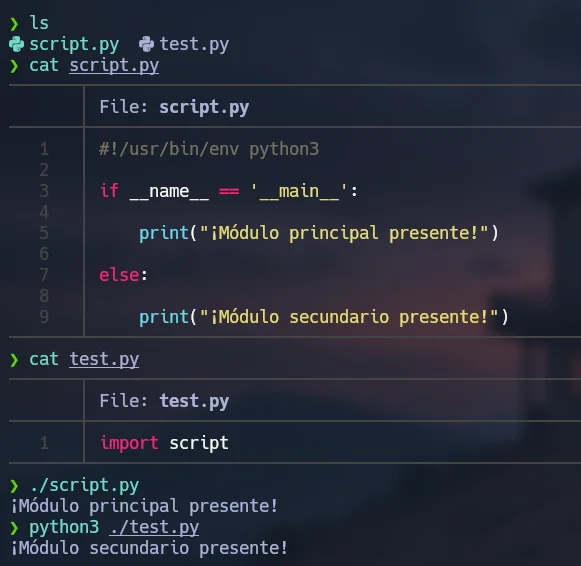 ❯ ls
script.py test.py
❯ cat script.py
File: script.py
1 #!/usr/bin/env python3
2
3 if __name__ == '__main__':
4
5 print("¡Módulo principal presente!")
6
7 else:
8
9 print("¡Módulo secundario presente!")
❯ cat test.py
File: test.py
1 import script
❯ ./script.py
¡Módulo principal presente!
❯ python3 ./test.py
¡Módulo secundario presente!